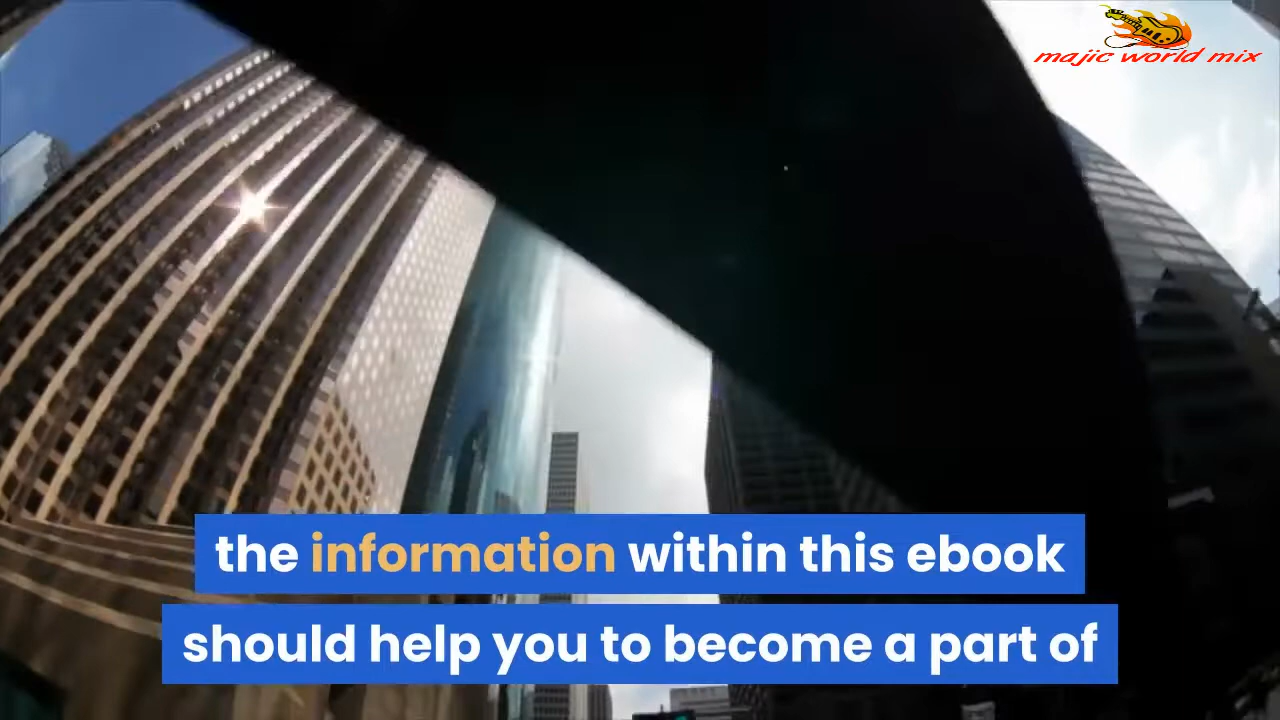 majic world mix
the information within this ebook
should help you to become a part of